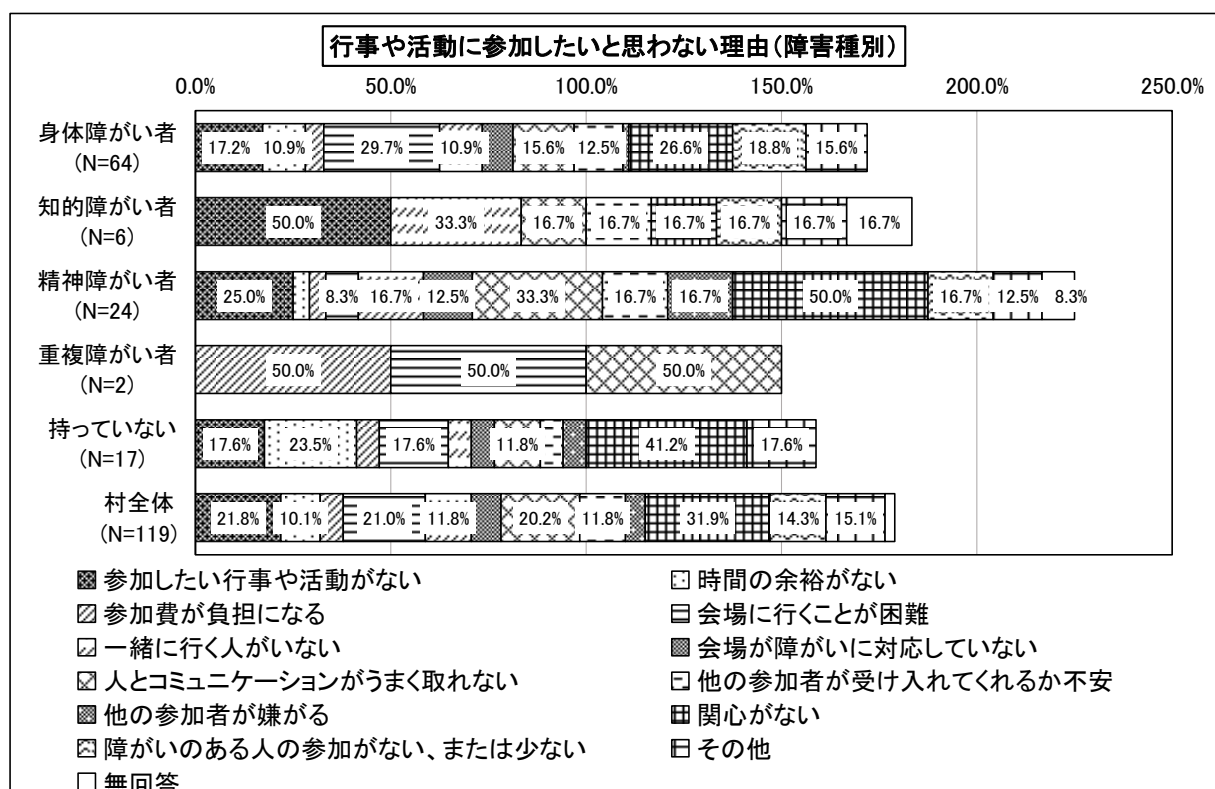 行事や活動に参加したいと思わない理由（障害種別）
0.0% 50.0% 100.0% 150.0% 200.0% 250.0%
身体障がい者
(N=64)
17.2% 10.9% 29.7% 10.9% 15.6% 12.5% 26.6% 18.8% 15.6%
知的障がい者
(N=6)
50.0% 33.3% 16.7% 16.7% 16.7% 16.7% 16.7% 16.7%
精神障がい者
(N=24)
25.0% 8.3% 16.7% 12.5% 33.3% 16.7% 16.7% 50.0% 16.7% 12.5% 8.3%
重複障がい者
(N=2)
50.0% 50.0% 50.0%
持っていない
(N=17)
17.6% 23.5% 17.6% 11.8% 41.2% 17.6%
村全体
(N=119)
21.8% 10.1% 21.0% 11.8% 20.2% 11.8% 31.9% 14.3% 15.1%
参加したい行事や活動がない 時間の余裕がない
参加費が負担になる 会場に行くことが困難
一緒に行く人がいない 会場が障がいに対応していない
人とコミュニケーションがうまく取れない 他の参加者が受け入れてくれるか不安
他の参加者が嫌がる 関心がない
障がいのある人の参加がない、または少ない その他
無回答